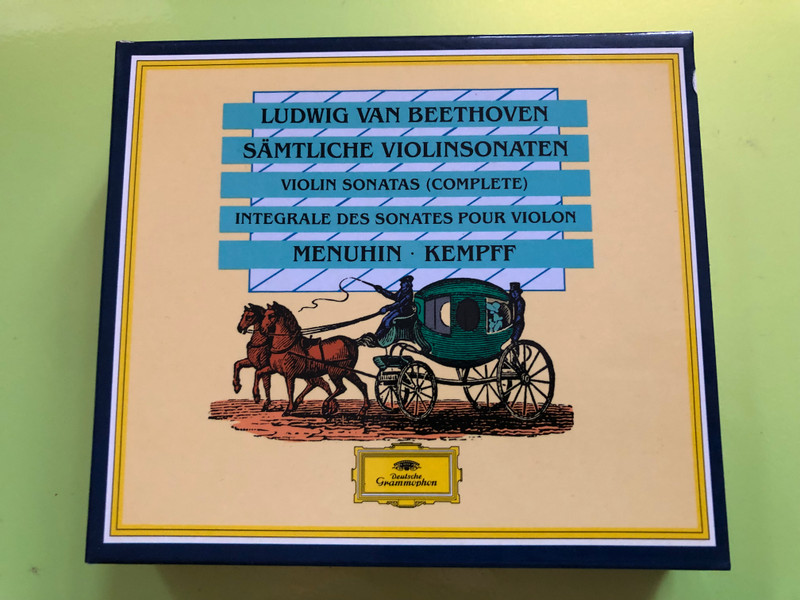 LUDWIG VAN BEETHOVEN
SÄMTLICHE VIOLINSONATEN
VIOLIN SONATAS (COMPLETE)
INTEGRALE DES SONATES POUR VIOLON
MENUHIN · KEMPFF
Deutsche
Grammophon